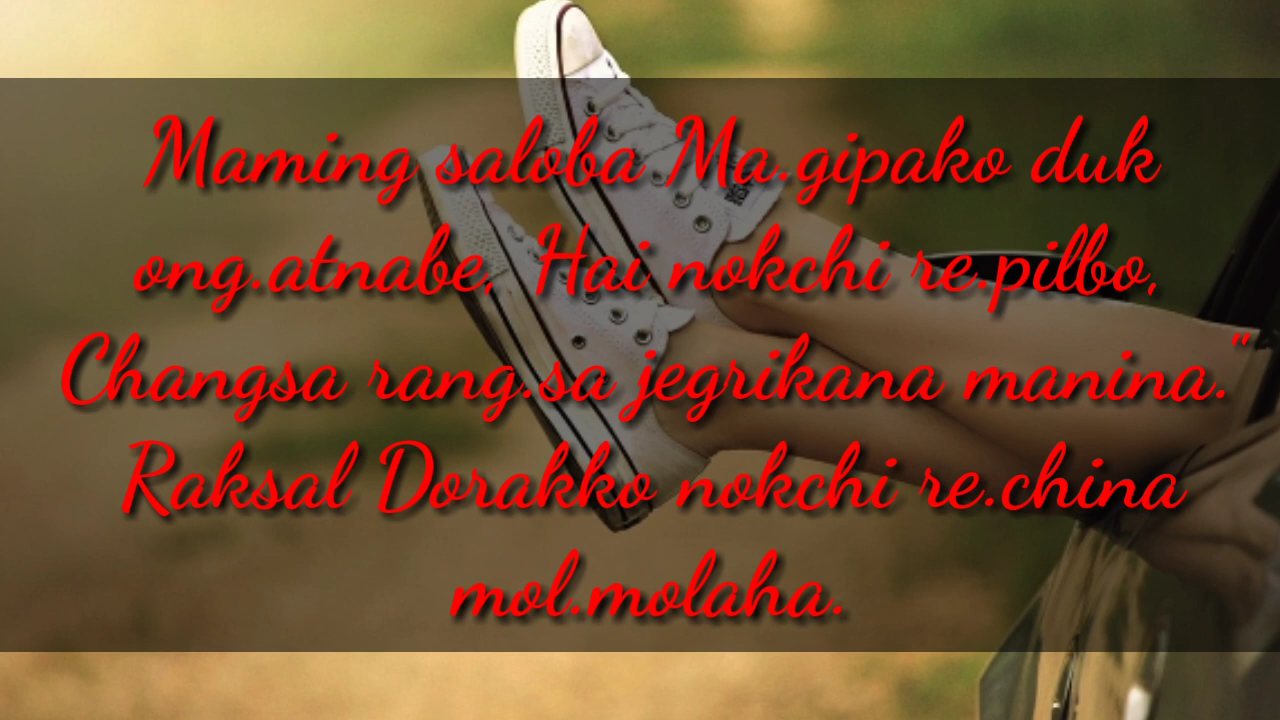 Maming saloba Ma.gipako duk
ong.atnabe, Hai nokchi re.pilbo,
Changsa rang.sa jegrikana manina."
Raksal Dorakko nokchi re.china
mol.molaha.